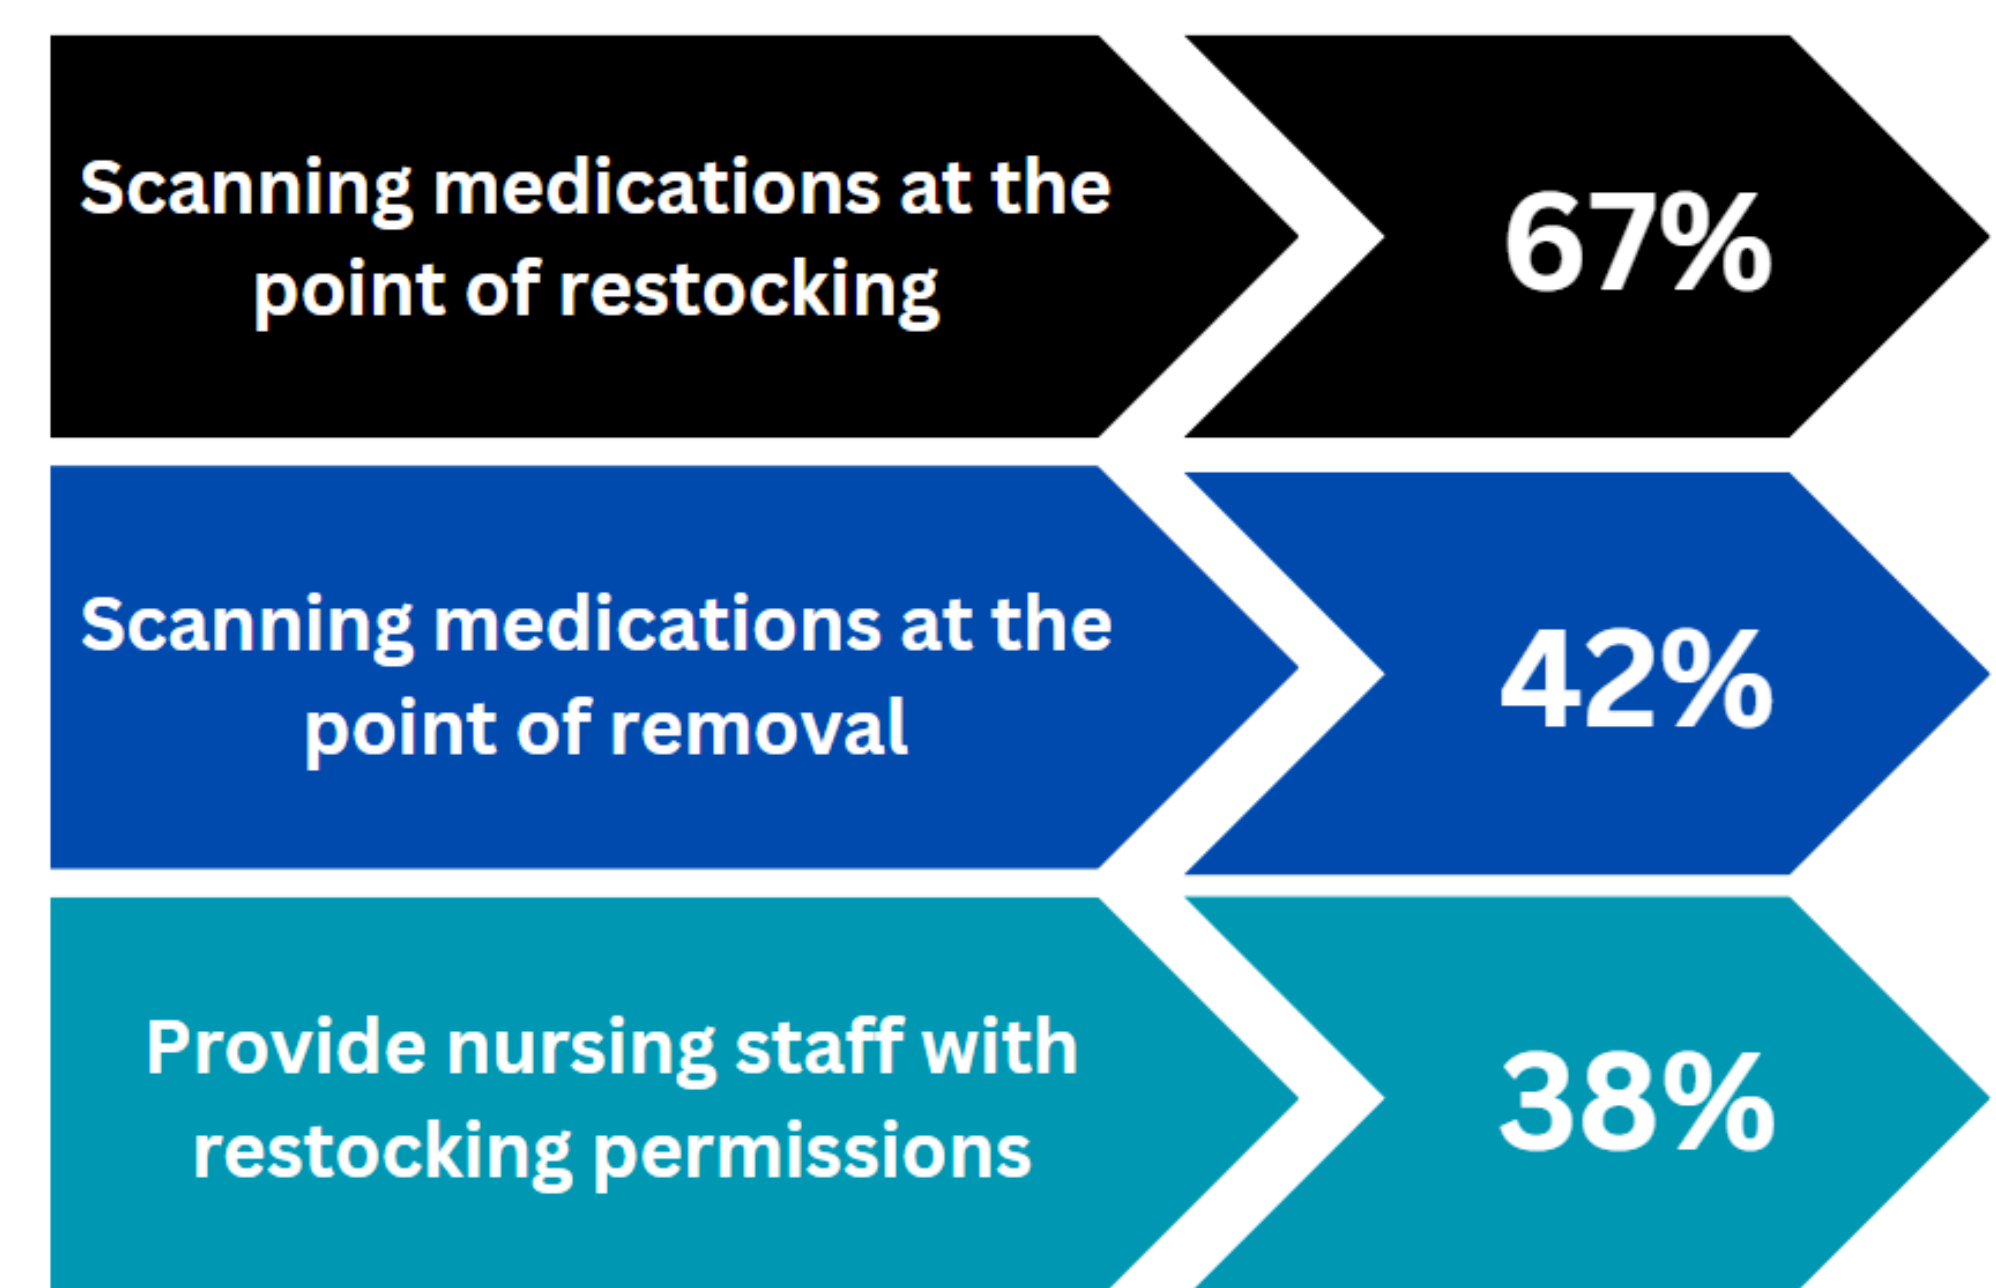 Scanning medications at the
point of restocking
67%
Scanning medications at the
point of removal
42%
Provide nursing staff with
restocking permissions
38%